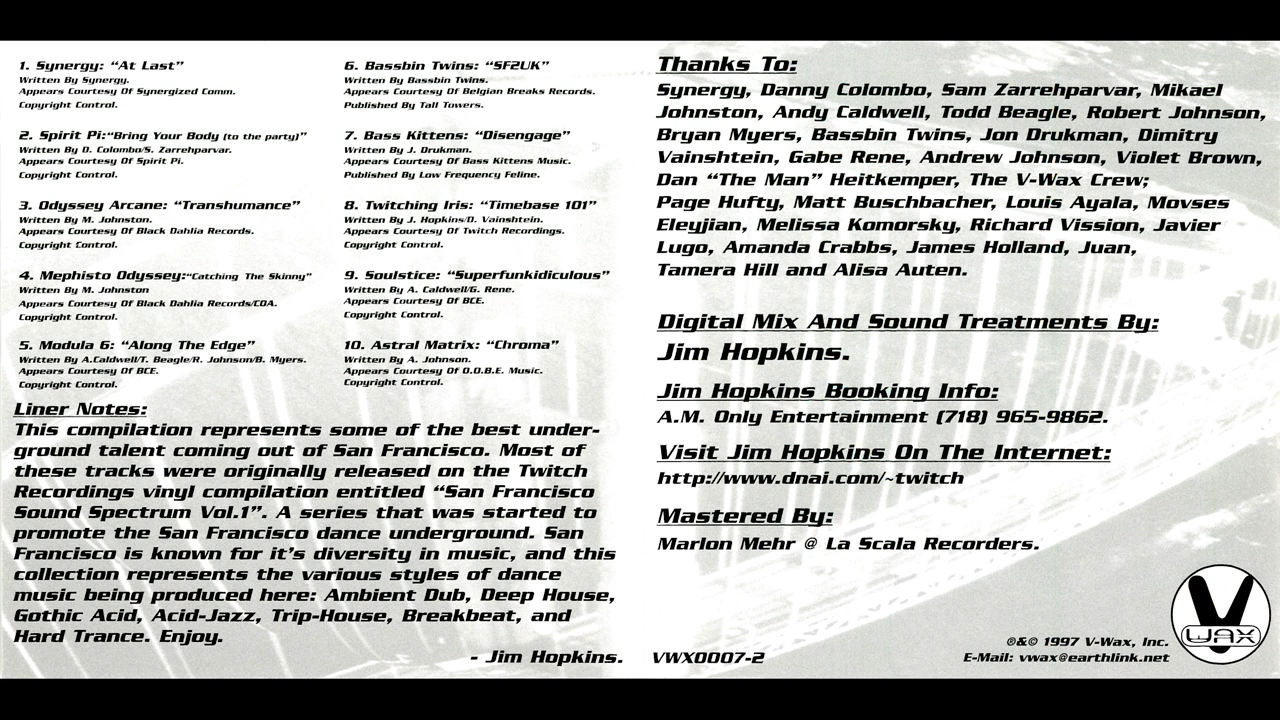 1. Synergy: “At Last”
Written By Synergy.
Appears Courtesy Of Synergized Comm.
Copyright Control.
2. Spirit Pi:“Bring Your Body (to the party)”
Written By D. Colombo/S. Zarrehparvar.
Appears Courtesy Of Spirit Pi.
Copyright Control.
3. Odyssey Arcane: “Transhumance”
Written By M. Johnston.
Appears Courtesy Of Black Dahlia Records.
Copyright Control.
4. Mephisto Odyssey:“Catching The Skinny”
Written By M. Johnston
Appears Courtesy Of Black Dahlia Records/COA.
Copyright Control.
5. Modula 6: “Along The Edge”
Written By A.Caldwell/T. Beagle/R. Johnson/B. Myers.
Appears Courtesy Of BCE.
Copyright Control.
6. Bassbin Twins: “SF2UK”
Written By Bassbin Twins.
Appears Courtesy Of Belgian Breaks Records.
Published By Tall Towers.
7. Bass Kittens: “Disengage”
Written By J. Drukman.
Appears Courtesy Of Bass Kittens Music.
Published By Low Frequency Feline.
8. Twitching Iris: “Timebase 101”
Written By J. Hopkins/D. Vainshtein.
Appears Courtesy Of Twitch Recordings.
Copyright Control.
9. Soulstice: “Superfunkidiculous”
Written By A. Caldwell/G. Rene.
Appears Courtesy Of BCE.
Copyright Control.
10. Astral Matrix: “Chroma”
Written By A. Johnson.
Appears Courtesy Of O.O.B.E. Music.
Copyright Control.
Liner Notes:
This compilation represents some of the best under-
ground talent coming out of San Francisco. Most of
these tracks were originally released on the Twitch
Recordings vinyl compilation entitled “San Francisco
Sound Spectrum Vol.1”. A series that was started to
promote the San Francisco dance underground. San
Francisco is known for it’s diversity in music, and this
collection represents the various styles of dance
music being produced here: Ambient Dub, Deep House,
Gothic Acid, Acid-Jazz, Trip-House, Breakbeat, and
Hard Trance. Enjoy.
- Jim Hopkins.
Thanks To:
Synergy, Danny Colombo, Sam Zarrehparvar, Mikael
Johnston, Andy Caldwell, Todd Beagle, Robert Johnson,
Bryan Myers, Bassbin Twins, Jon Drukman, Dimitry
Vainshtein, Gabe Rene, Andrew Johnson, Violet Brown,
Dan “The Man” Heitkemper, The V-Wax Crew;
Page Hufty, Matt Buschbacher, Louis Ayala, Movses
Eleyjian, Melissa Komorsky, Richard Vission, Javier
Lugo, Amanda Crabbs, James Holland, Juan,
Tamera Hill and Alisa Auten.
Digital Mix And Sound Treatments By:
Jim Hopkins.
Jim Hopkins Booking Info:
A.M. Only Entertainment (718) 965-9862.
Visit Jim Hopkins On The Internet:
http://www.dnai.com/~twitch
Mastered By:
Marlon Mehr @ La Scala Recorders.
VWX0007-2
®&© 1997 V-Wax, Inc.
E-Mail: vwax@earthlink.net
V
WAX